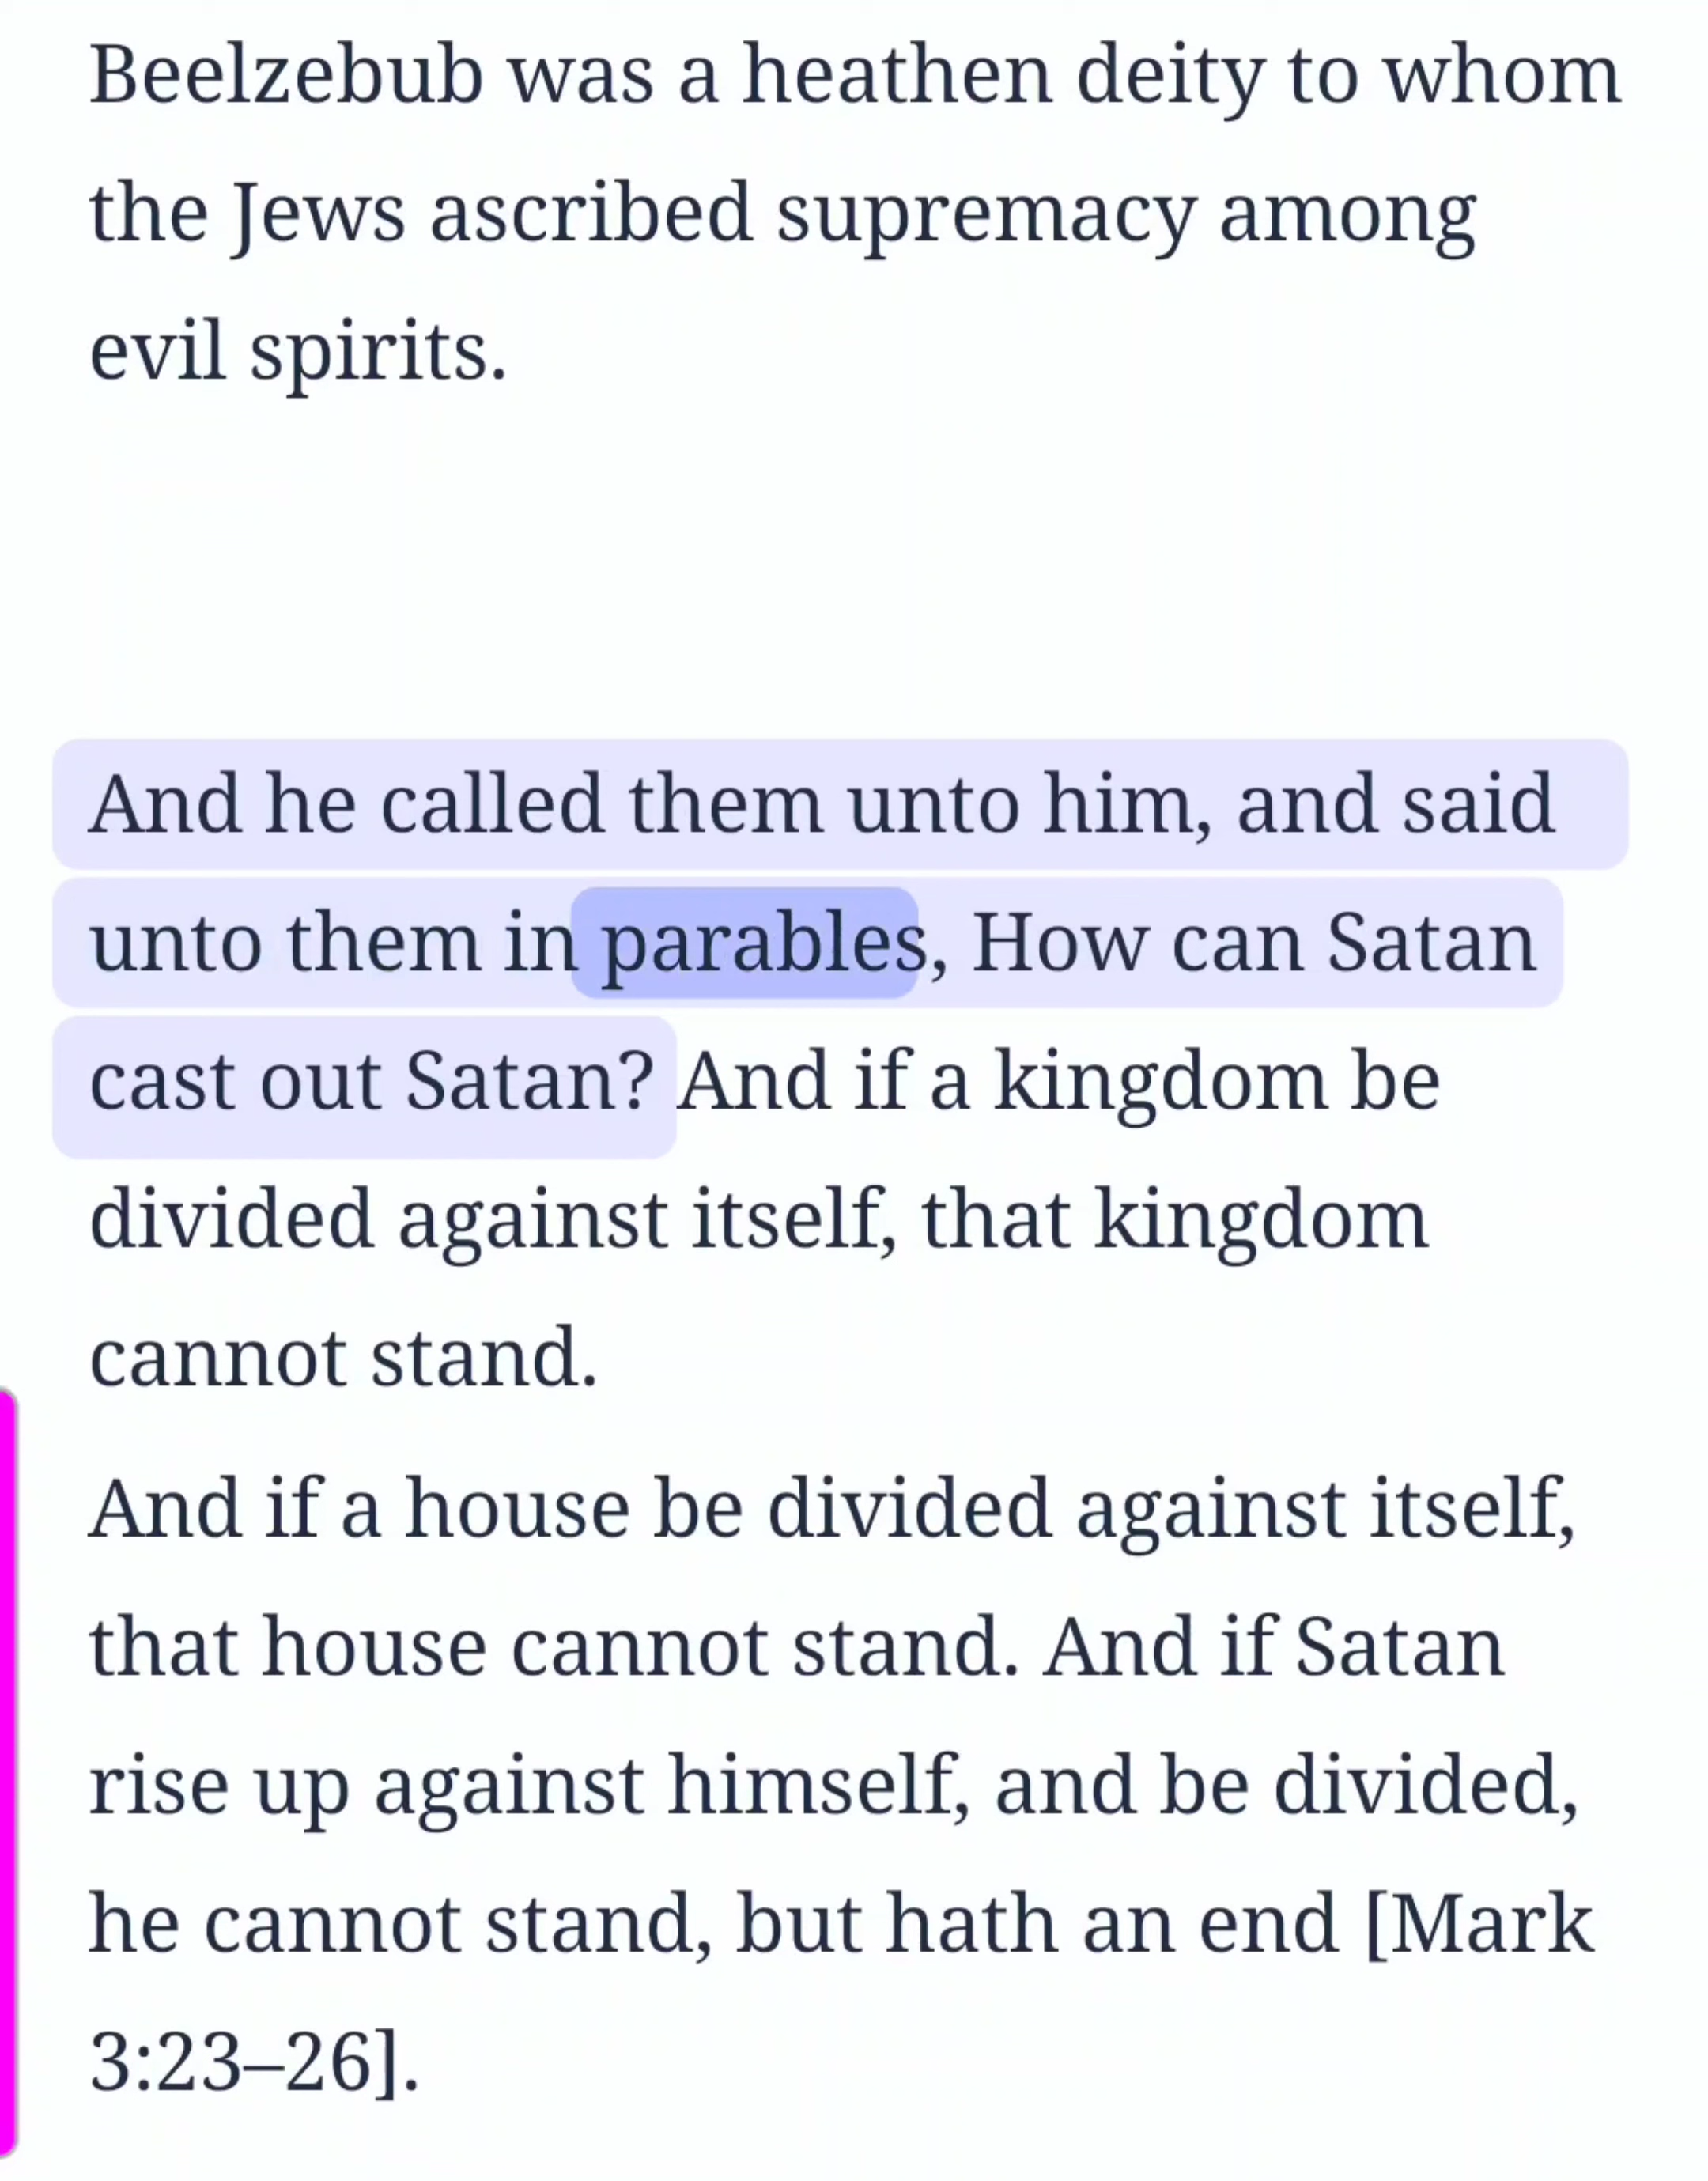 Beelzebub was a heathen deity to whom
the Jews ascribed supremacy among
evil spirits.
And he called them unto him, and said
unto them in parables, How can Satan
cast out Satan? And if a kingdom be
divided against itself, that kingdom
cannot stand.
And if a house be divided against itself,
that house cannot stand. And if Satan
rise up against himself, and be divided,
he cannot stand, but hath an end [Mark
3:23–26].